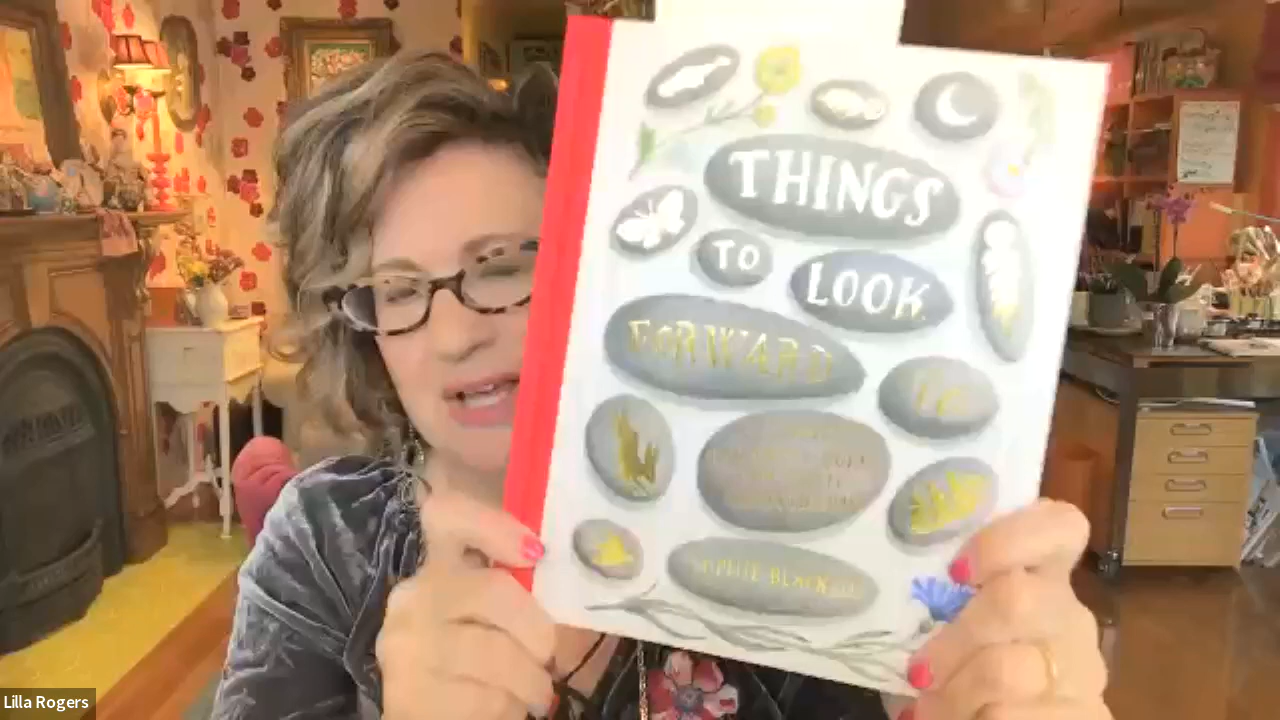 THINGS
TO LOOK
FORWARD
TO
SOPHIE BLACKALL
Lilla Rogers